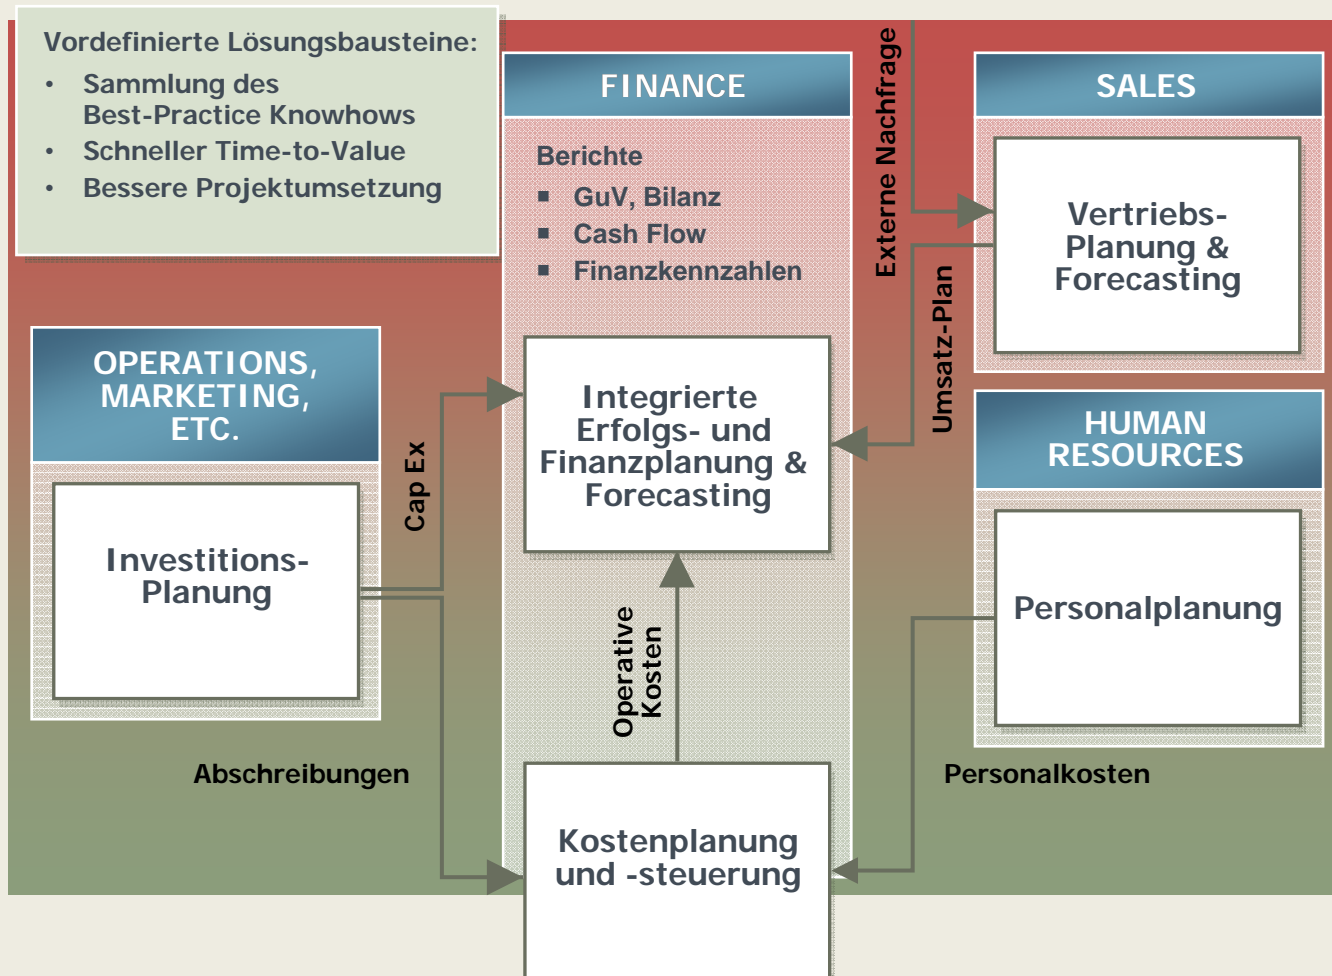 Vordefinierte Lösungsbausteine:
• Sammlung des
Best-Practice Knowhows
• Schneller Time-to-Value
• Bessere Projektumsetzung
FINANCE
Berichte
▪ GuV, Bilanz
▪ Cash Flow
▪ Finanzkennzahlen
Externe Nachfrage
SALES
Vertriebs-
Planung &
Forecasting
Umsatz-Plan
OPERATIONS,
MARKETING,
ETC.
Investitions-
Planung
Cap Ex
Integrierte
Erfolgs- und
Finanzplanung &
Forecasting
HUMAN
RESOURCES
Personalplanung
Operative
Kosten
Abschreibungen
Personalkosten
Kostenplanung
und -steuerung